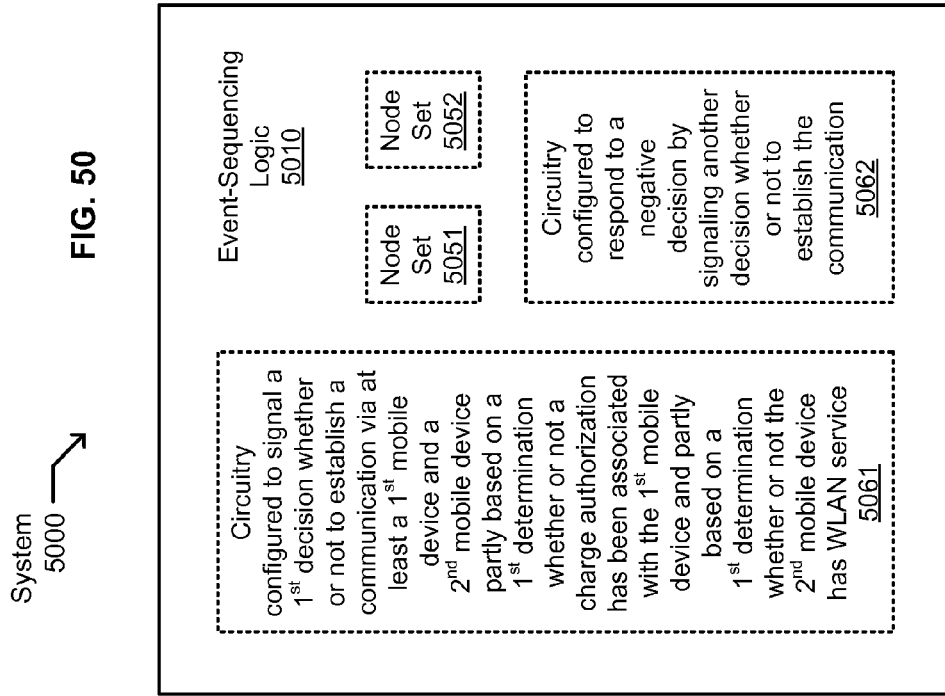 System
5000
FIG. 50
Event-Sequencing
Logic
5010
Circuitry
configured to signal a
1st decision whether
or not to establish a
communication via at
least a 1st mobile
device and a
2nd mobile device
partly based on a
1st determination
whether or not a
charge authorization
has been associated
with the 1st mobile
device and partly
based on a
1st determination
whether or not the
2nd mobile device
has WLAN service
5061
Node
Set
5051
Node
Set
5052
Circuitry
configured to
respond to a
negative
decision by
signaling another
decision whether
or not to
establish the
communication
5062